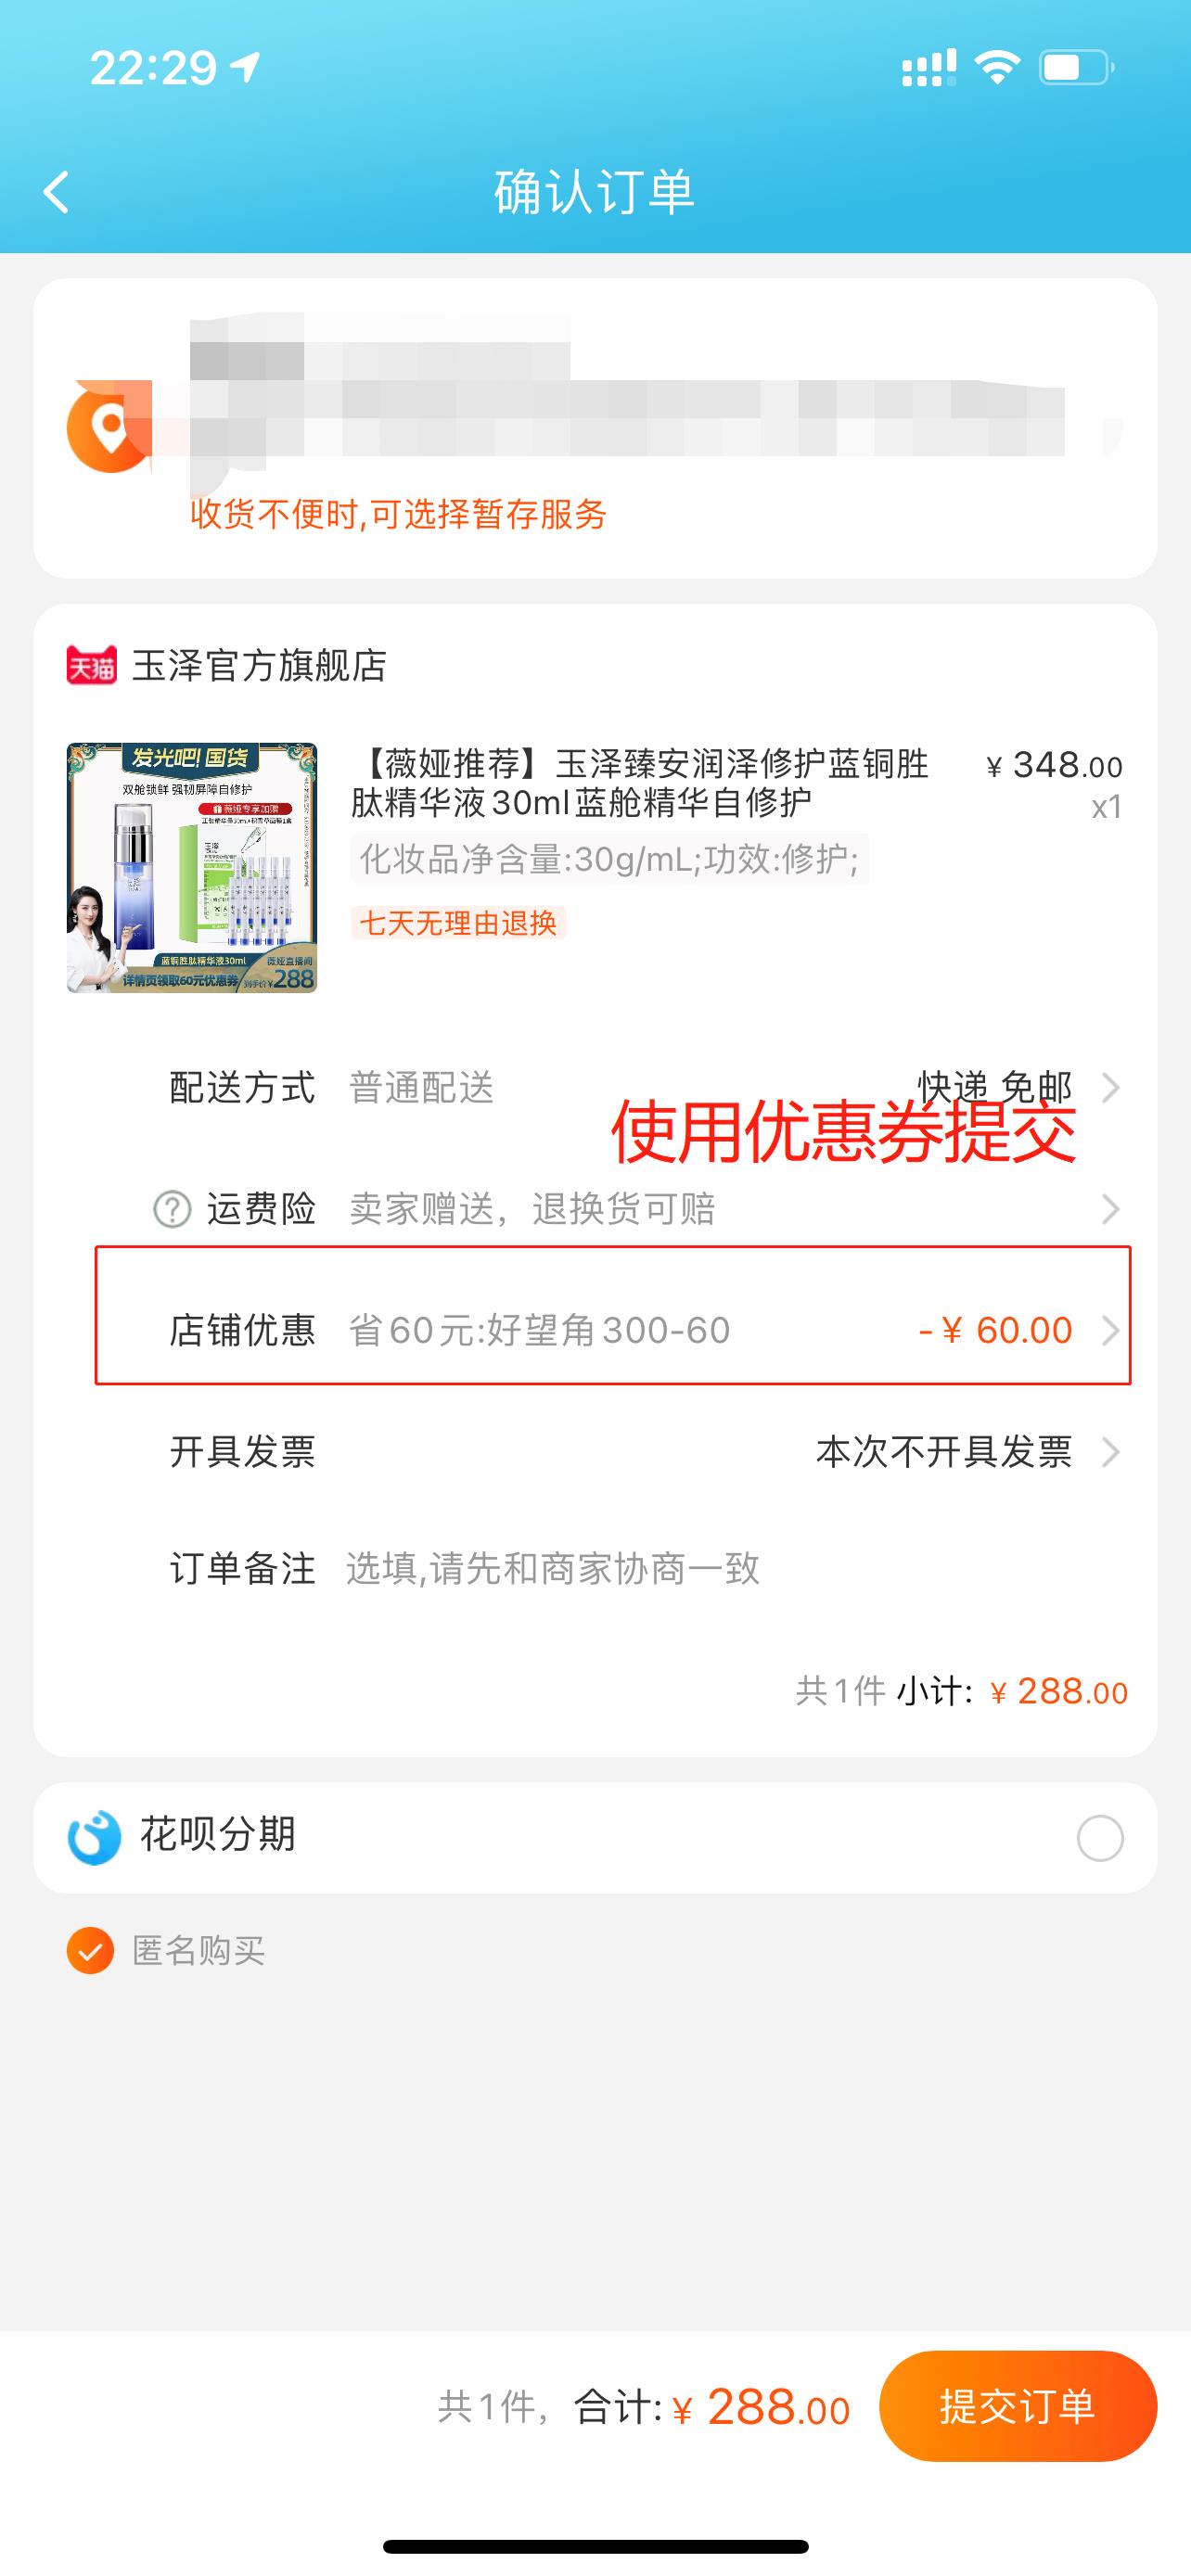 22:29
确认订单
收货不便时,可选择暂存服务
天猫 玉泽官方旗舰店
发光吧!国货
双舱锁鲜 强韧屏障自修护
薇娅专享加赠
玉泽
蓝铜胜肽精华液30ml
薇娅直播间
详情页领取60元优惠券 到手价¥288
【薇娅推荐】玉泽臻安润泽修护蓝铜胜
肽精华液30ml蓝舱精华自修护
¥ 348.00
x1
化妆品净含量:30g/mL;功效:修护;
七天无理由退换
配送方式 普通配送 快递 免邮
使用优惠券提交
? 运费险 卖家赠送，退换货可赔
店铺优惠 省60元:好望角300-60 -¥ 60.00
开具发票 本次不开具发票
订单备注 选填,请先和商家协商一致
共1件 小计: ¥ 288.00
花呗分期
匿名购买
共1件，合计: ¥ 288.00 提交订单